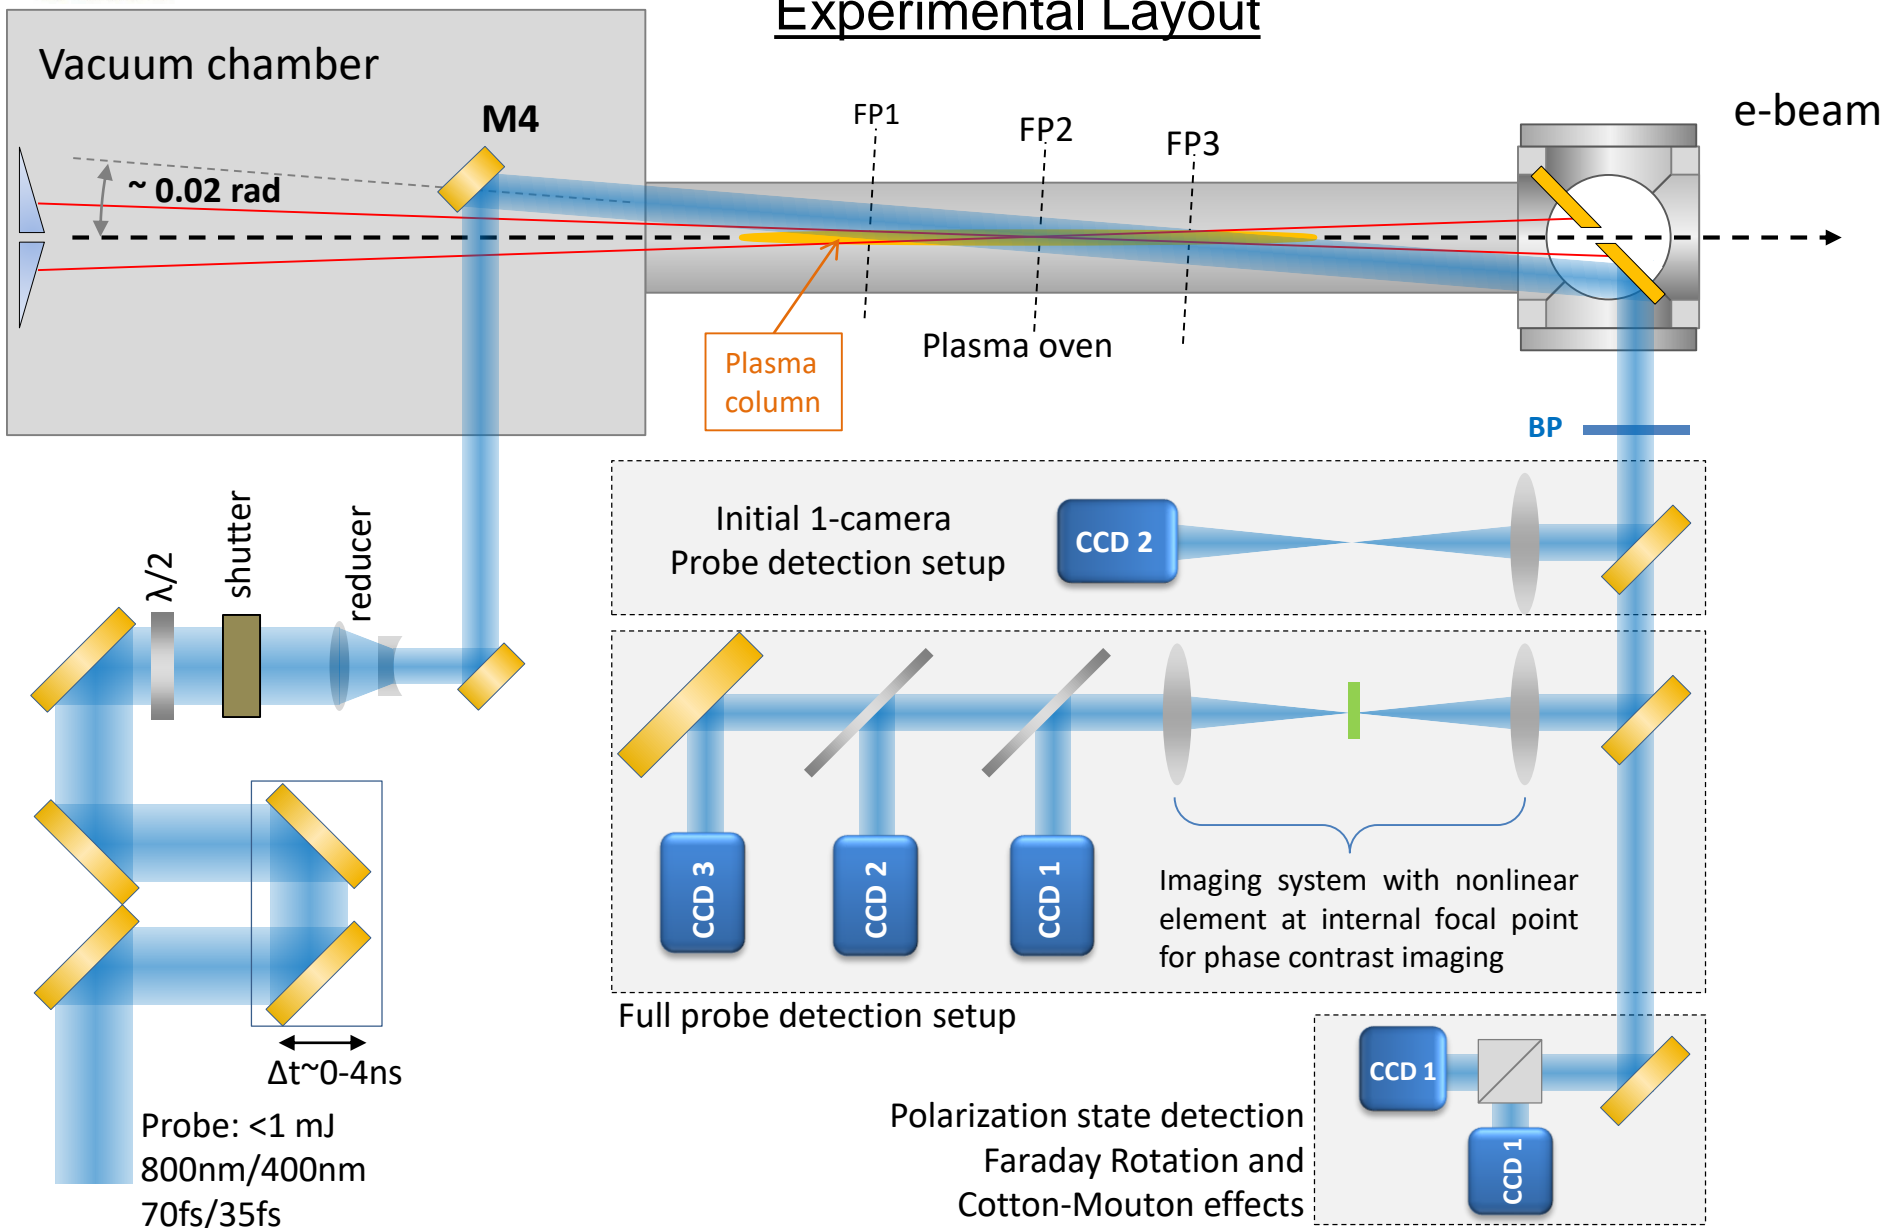 Experimental Layout
Vacuum chamber
M4
~ 0.02 rad
FP1
FP2
FP3
e-beam
Plasma
column
Plasma oven
BP
Initial 1-camera
Probe detection setup
CCD 2
λ/2
shutter
reducer
CCD 3
CCD 2
CCD 1
Imaging system with nonlinear
element at internal focal point
for phase contrast imaging
Full probe detection setup
Δt~0-4ns
Probe: <1 mJ
800nm/400nm
70fs/35fs
Polarization state detection
Faraday Rotation and
Cotton-Mouton effects
CCD 1
CCD 1